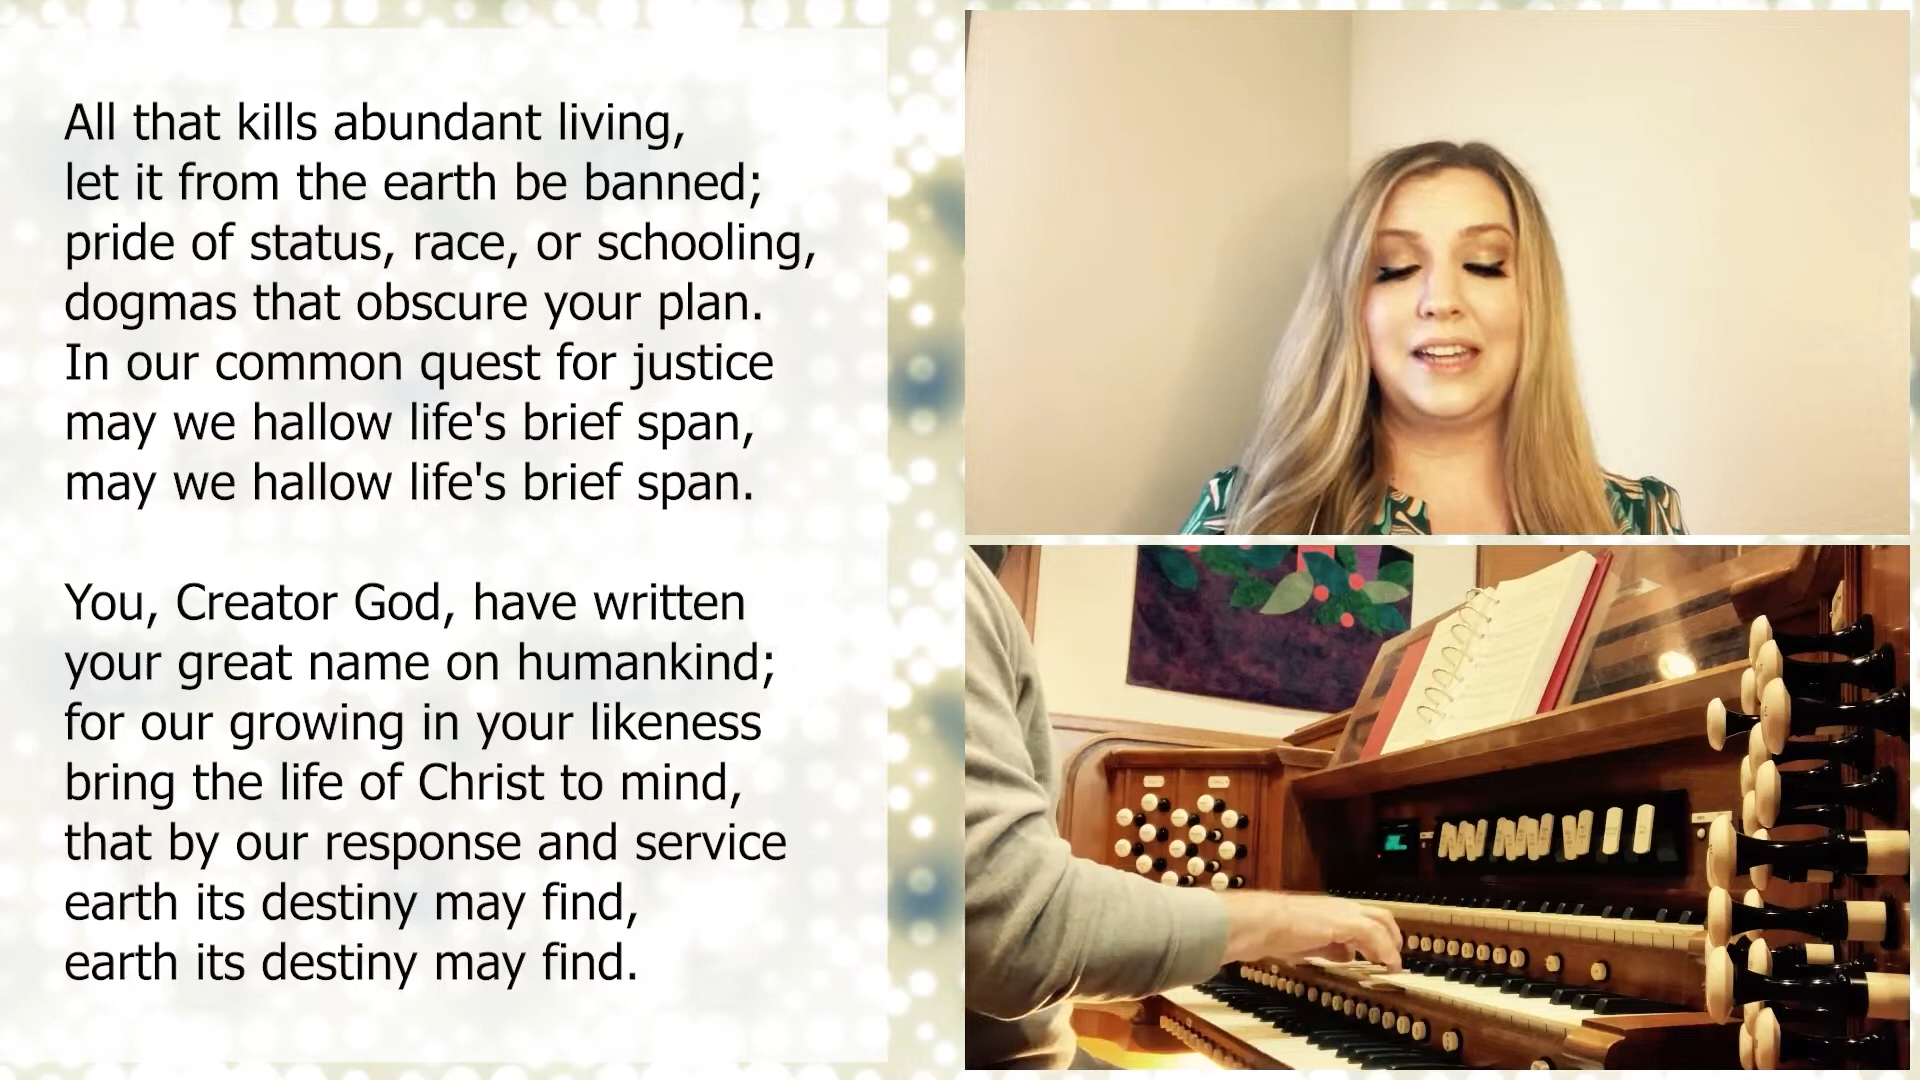 All that kills abundant living,
let it from the earth be banned;
pride of status, race, or schooling,
dogmas that obscure your plan.
In our common quest for justice
may we hallow life's brief span,
may we hallow life's brief span.
You, Creator God, have written
your great name on humankind;
for our growing in your likeness
bring the life of Christ to mind,
that by our response and service
earth its destiny may find,
earth its destiny may find.